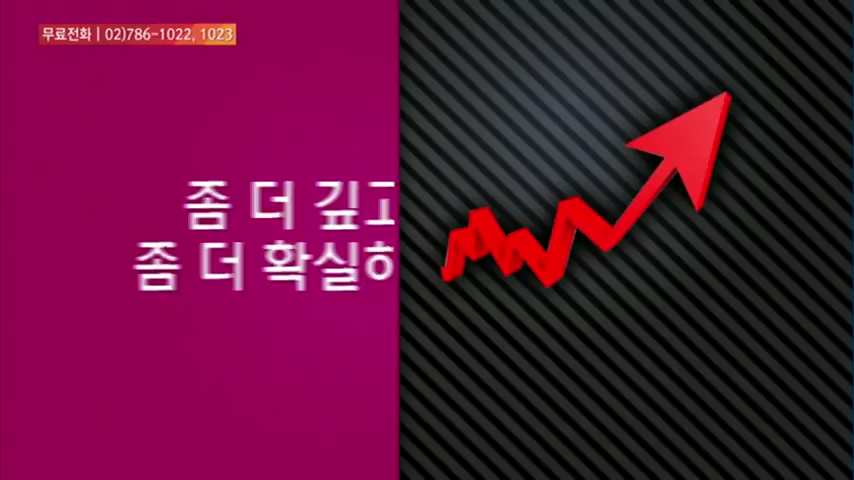 무료전화 | 02)786-1022, 1023
좀 더 깊고
좀 더 확실하